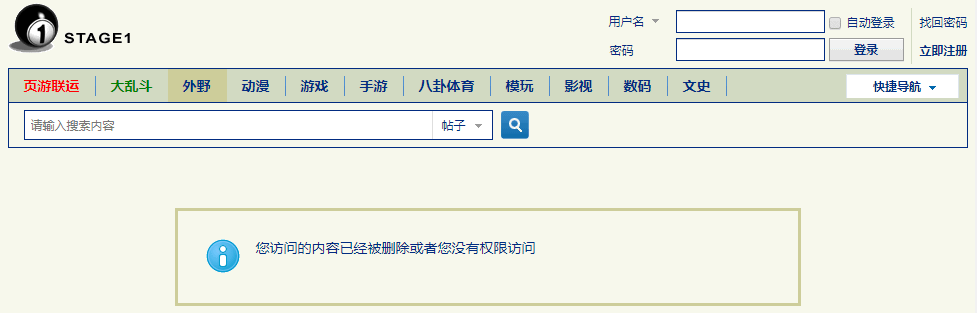 1
STAGE1
用户名
自动登录
找回密码
密码
登录
立即注册
页游联运 大乱斗 外野 动漫 游戏 手游 八卦体育 模玩 影视 数码 文史
快捷导航
请输入搜索内容
帖子
您访问的内容已经被删除或者您没有权限访问